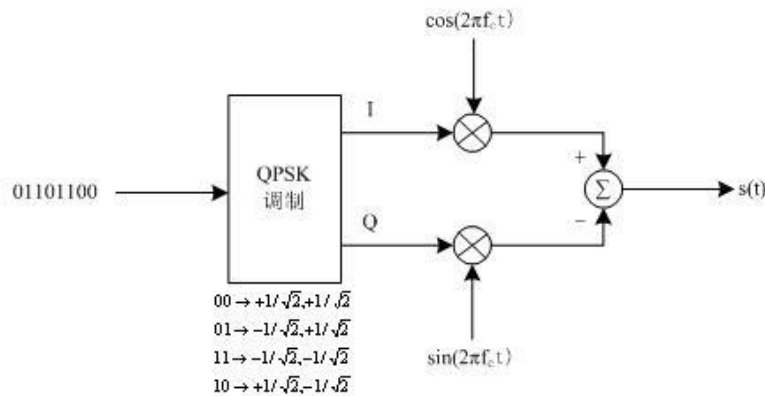 cos(2πf_ct)
I
+
01101100
QPSK
调制
Σ
s(t)
Q
−
00 → +1/√2,+1/√2
01 → -1/√2,+1/√2
11 → -1/√2,-1/√2
10 → +1/√2,-1/√2
sin(2πf_ct)